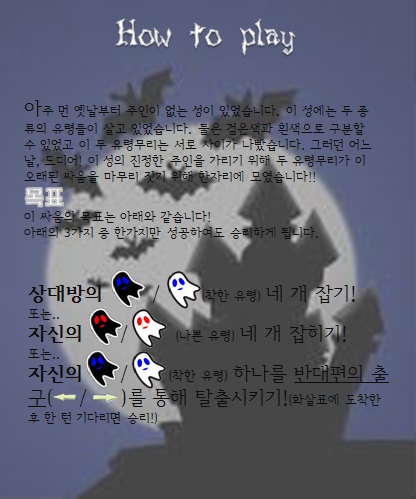 How to play
아주 먼 옛날부터 주인이 없는 성이 있었습니다. 이 성에는 두 종
류의 유령들이 살고 있었습니다. 둘은 검은색과 흰색으로 구분할
수 있었고 이 두 유령무리는 서로 사이가 나빴습니다. 그러던 어느
날, 드디어! 이 성의 진정한 주인을 가리기 위해 두 유령무리가 이
오래된 싸움을 마무리 짓기 위해 한자리에 모였습니다!!
목표
이 싸움의 목표는 아래와 같습니다!
아래의 3가지 중 한가지만 성공하여도 승리하게 됩니다.
상대방의 / (착한 유령) 네 개 잡기!
또는..
자신의 / (나쁜 유령) 네 개 잡히기!
또는..
자신의 / (착한 유령) 하나를 반대편의 출
구(← / →)를 통해 탈출시키기!(화살표에 도착한
후 한 턴 기다리면 승리!)